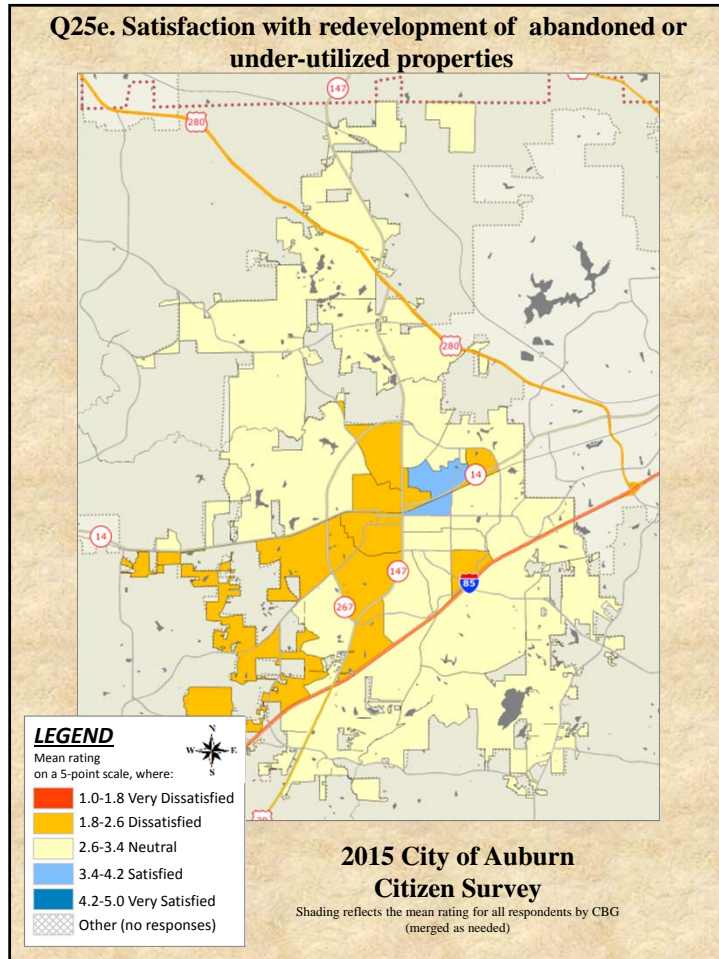 Q25e. Satisfaction with redevelopment of abandoned or
under-utilized properties
147
280
280
14
14
147
85
267
LEGEND
Mean rating
on a 5-point scale, where:
N
W E
S
1.0-1.8 Very Dissatisfied
1.8-2.6 Dissatisfied
2.6-3.4 Neutral
3.4-4.2 Satisfied
4.2-5.0 Very Satisfied
Other (no responses)
2015 City of Auburn
Citizen Survey
Shading reflects the mean rating for all respondents by CBG
(merged as needed)